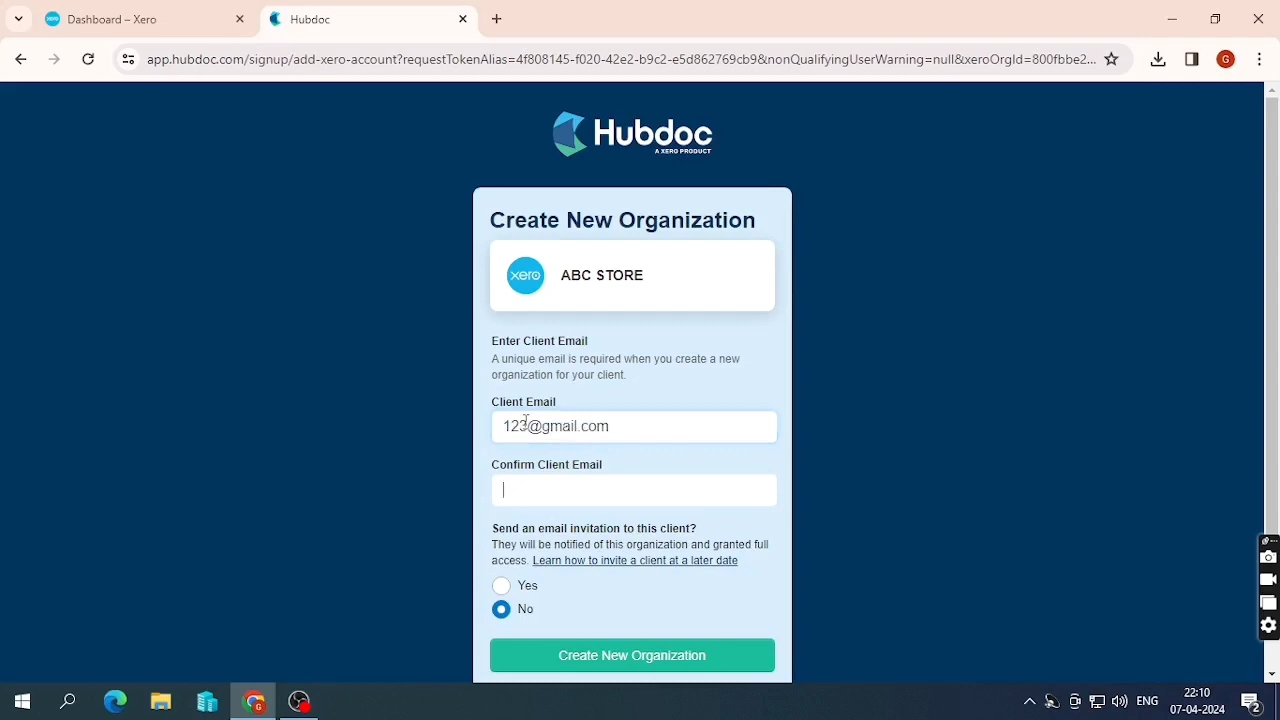 Dashboard – Xero
Hubdoc
app.hubdoc.com/signup/add-xero-account?requestTokenAlias=4f808145-f020-42e2-b9c2-e5d862769cb9&nonQualifyingUserWarning=null&xeroOrgId=800fbbe2...
G
Hubdoc
A XERO PRODUCT
Create New Organization
xero
ABC STORE
Enter Client Email
A unique email is required when you create a new
organization for your client.
Client Email
123@gmail.com
Confirm Client Email
Send an email invitation to this client?
They will be notified of this organization and granted full
access. Learn how to invite a client at a later date
Yes
No
Create New Organization
ENG
22:10
07-04-2024
2